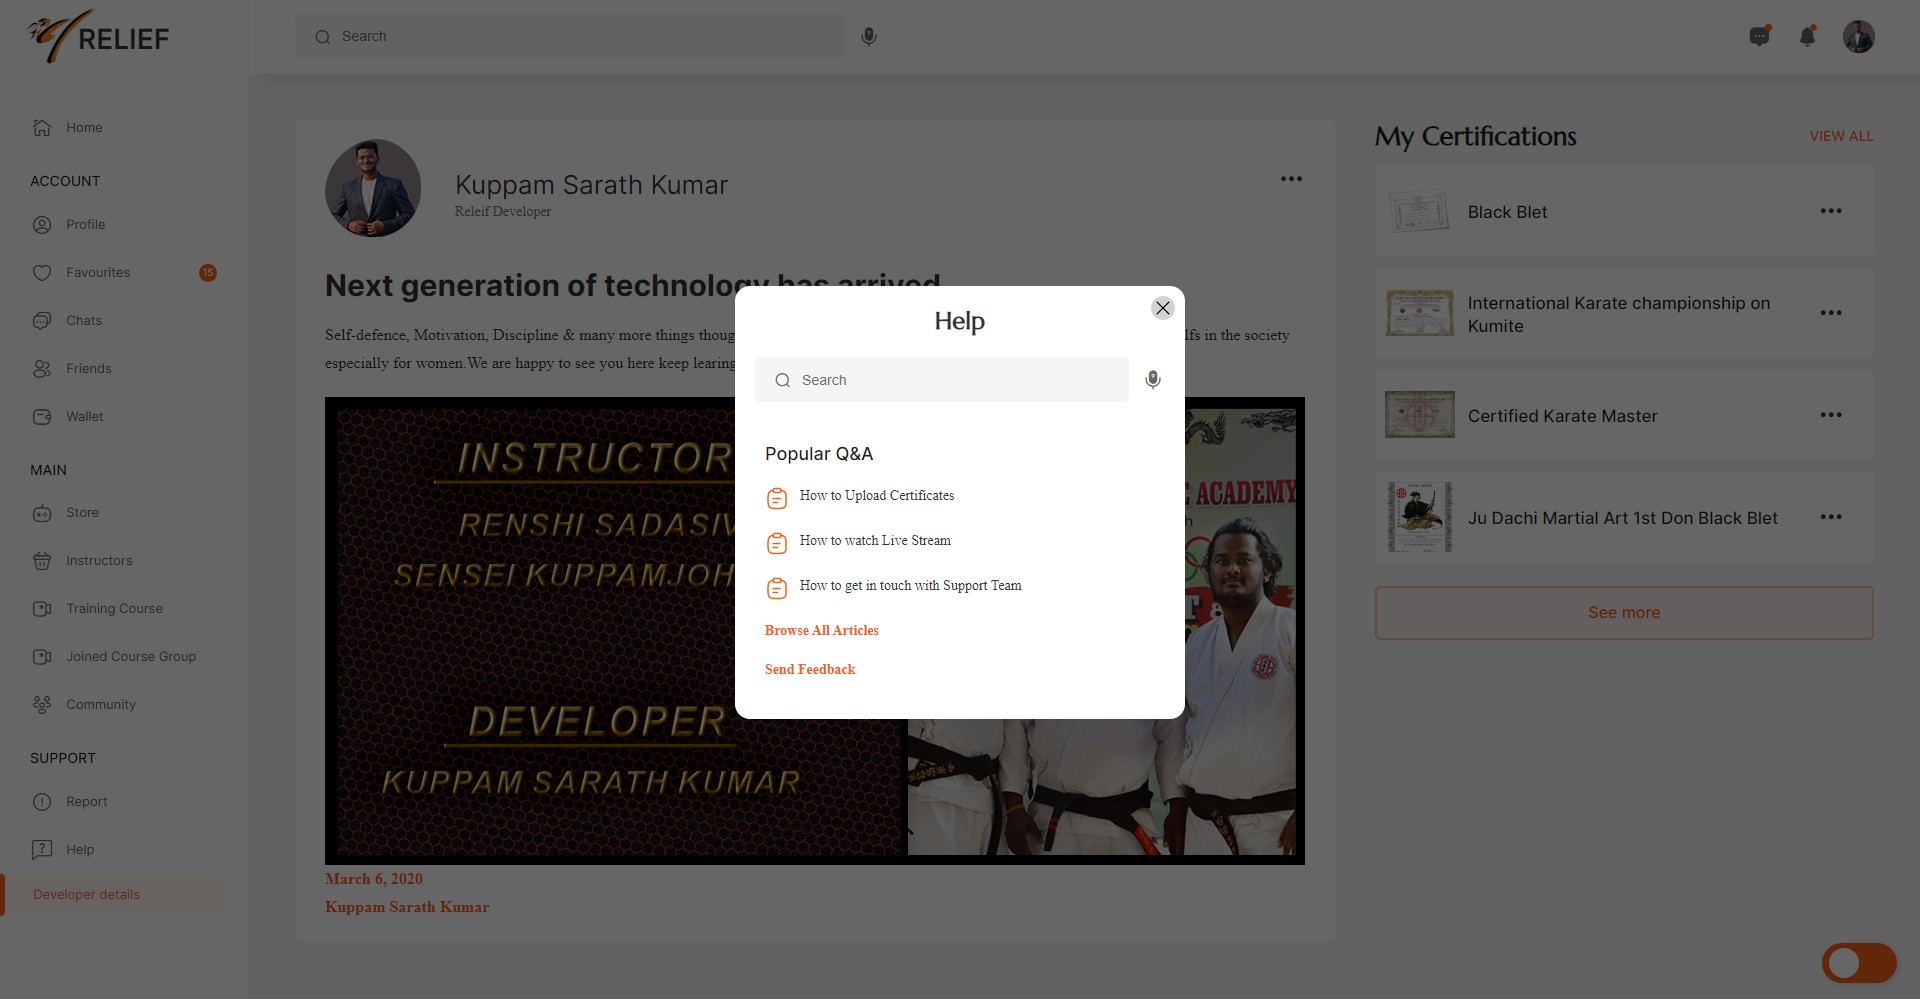 RELIEF
Search
Home
ACCOUNT
Profile
Favourites
15
Chats
Friends
Wallet
MAIN
Store
Instructors
Training Course
Joined Course Group
Community
SUPPORT
Report
Help
Developer details
Kuppam Sarath Kumar
Releif Developer
Next generation of technology has arrived
Self-defence, Motivation, Discipline & many more things thoug
lfs in the society
especially for women.We are happy to see you here keep learing
INSTRUCTOR
RENSHI SADASIV
SENSEI KUPPAMJOH
DEVELOPER
KUPPAM SARATH KUMAR
ACADEMY
March 6, 2020
Kuppam Sarath Kumar
Help
Search
Popular Q&A
How to Upload Certificates
How to watch Live Stream
How to get in touch with Support Team
Browse All Articles
Send Feedback
My Certifications
VIEW ALL
Black Blet
International Karate championship on
Kumite
Certified Karate Master
Ju Dachi Martial Art 1st Don Black Blet
See more